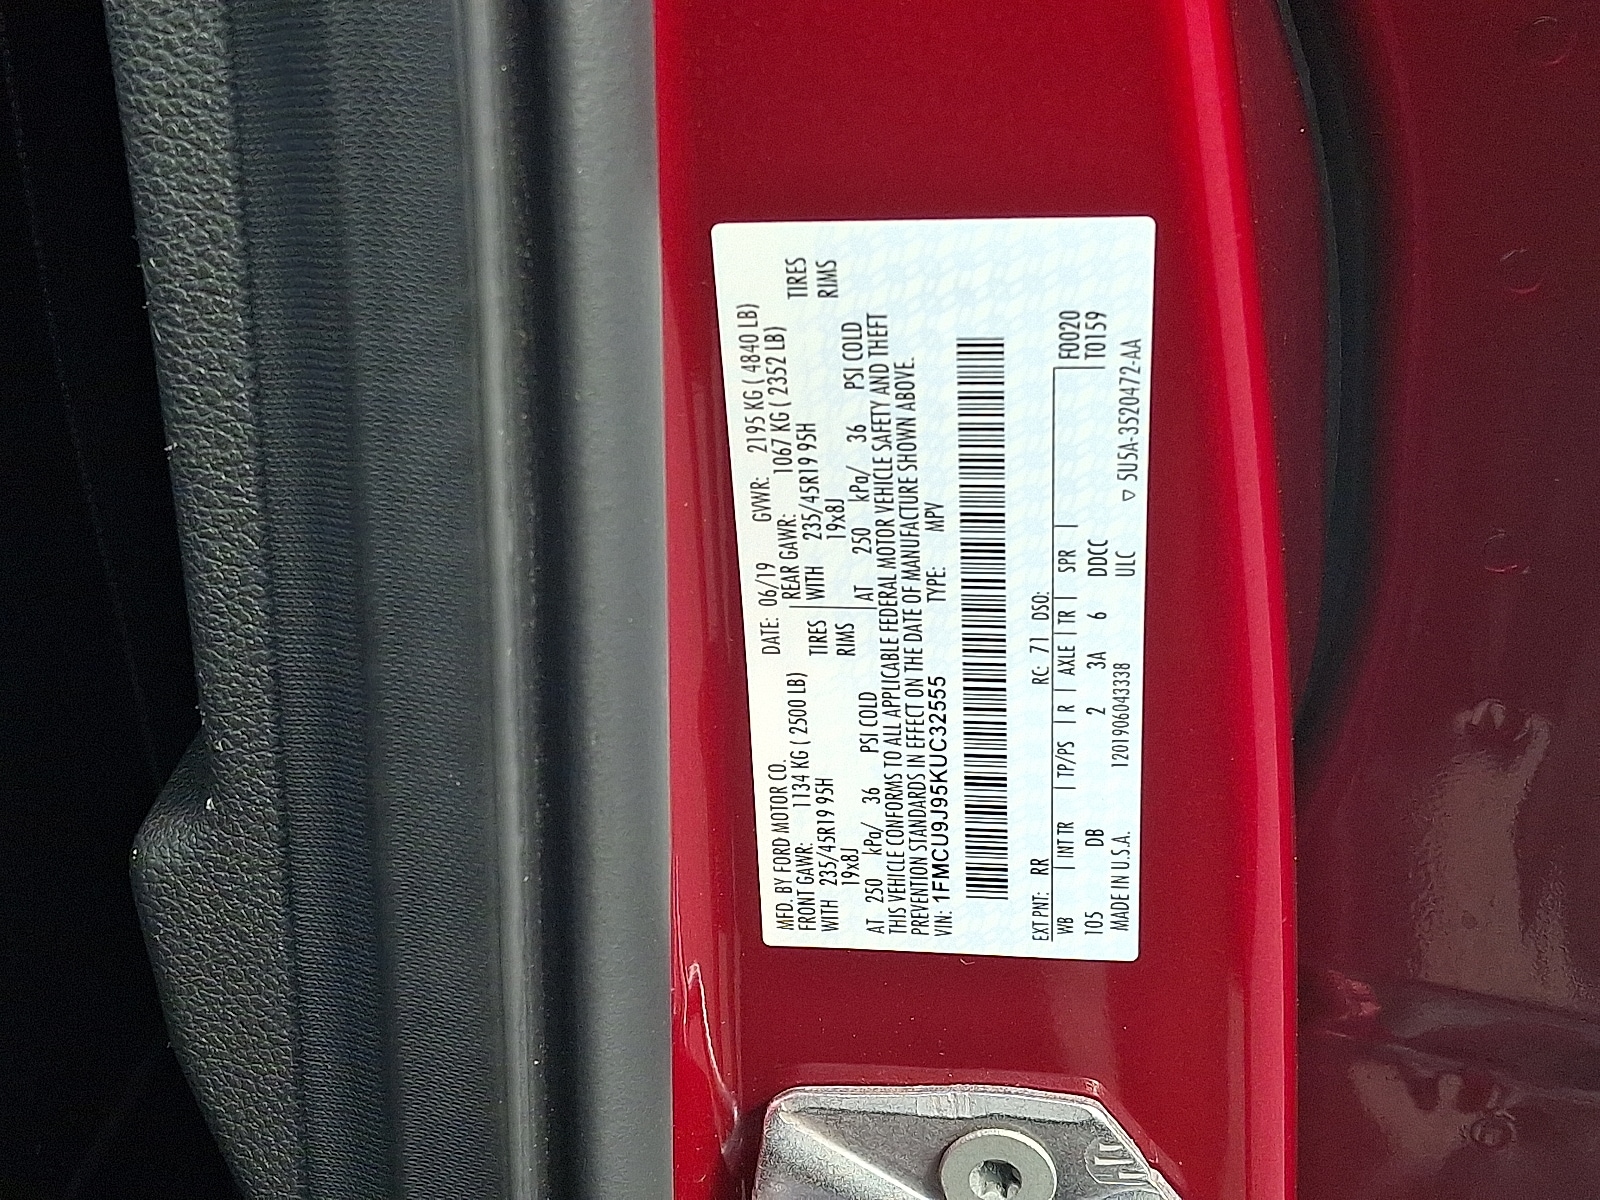 MFD. BY FORD MOTOR CO.
DATE: 06/19 GVWR: 2195 KG ( 4840 LB)
FRONT GAWR: 1134 KG ( 2500 LB) REAR GAWR: 1067 KG ( 2352 LB)
WITH 235/45R19 95H TIRES WITH 235/45R19 95H TIRES
19x8J RIMS 19x8J RIMS
AT 250 kPa/ 36 PSI COLD AT 250 kPa/ 36 PSI COLD
THIS VEHICLE CONFORMS TO ALL APPLICABLE FEDERAL MOTOR VEHICLE SAFETY AND THEFT
PREVENTION STANDARDS IN EFFECT ON THE DATE OF MANUFACTURE SHOWN ABOVE.
VIN: 1FMCU9J95KUC32555 TYPE: MPV
EXT PNT: RR RC: 71 DSO:
WB INT TR TP/PS R AXLE TR SPR F0020
105 DB 2 3A 6 DDCC T0159
MADE IN U.S.A. 1201906043338 ULC ▽ 5U5A-3520472-AA